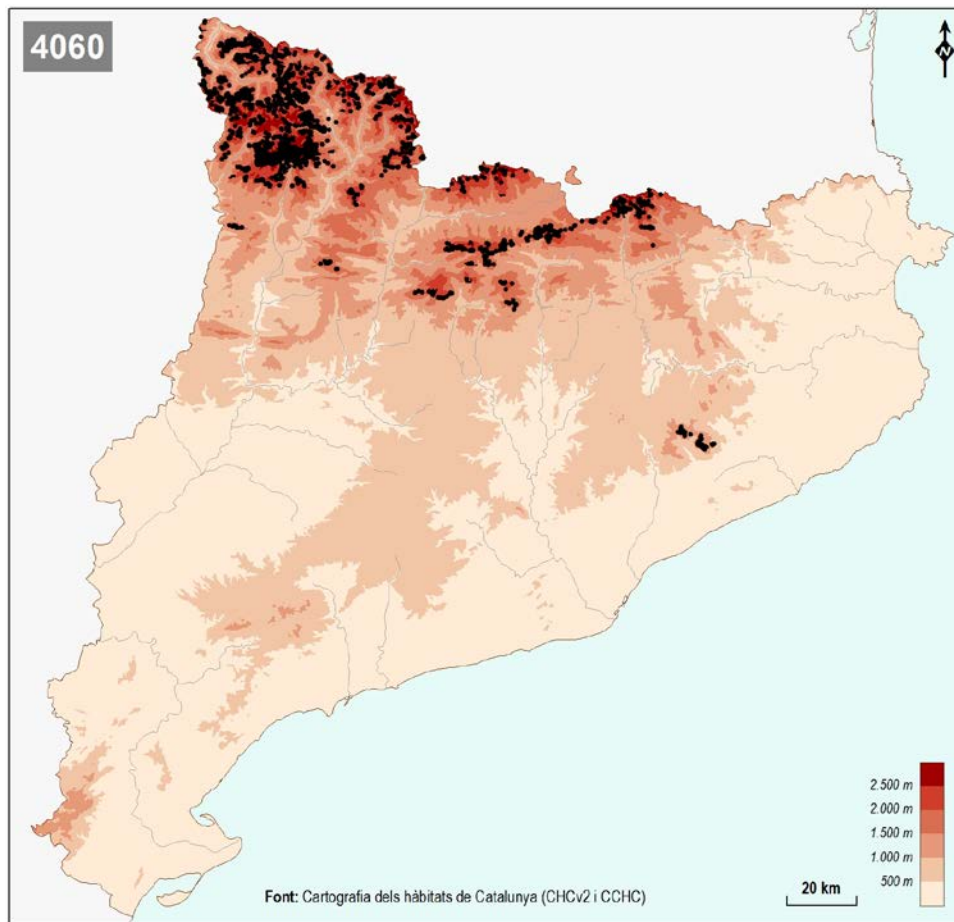 4060
N
2.500 m
2.000 m
1.500 m
1.000 m
500 m
20 km
Font: Cartografia dels hàbitats de Catalunya (CHCv2 i CCHC)